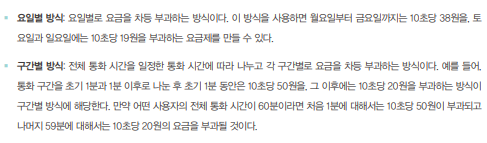 • 요일별 방식: 요일별로 요금을 차등 부과하는 방식이다. 이 방식을 사용하면 월요일부터 금요일까지는 10초당 38원을, 토
요일과 일요일에는 10초당 19원을 부과하는 요금제를 만들 수 있다.
• 구간별 방식: 전체 통화 시간을 일정한 통화 시간에 따라 나누고 각 구간별로 요금을 차등 부과하는 방식이다. 예를 들어,
통화 구간을 초기 1분과 1분 이후로 나눈 후 초기 1분 동안은 10초당 50원을, 그 이후에는 10초당 20원을 부과하는 방식이
구간별 방식에 해당한다. 만약 어떤 사용자의 전체 통화 시간이 60분이라면 처음 1분에 대해서는 10초당 50원이 부과되고
나머지 59분에 대해서는 10초당 20원의 요금을 부과될 것이다.